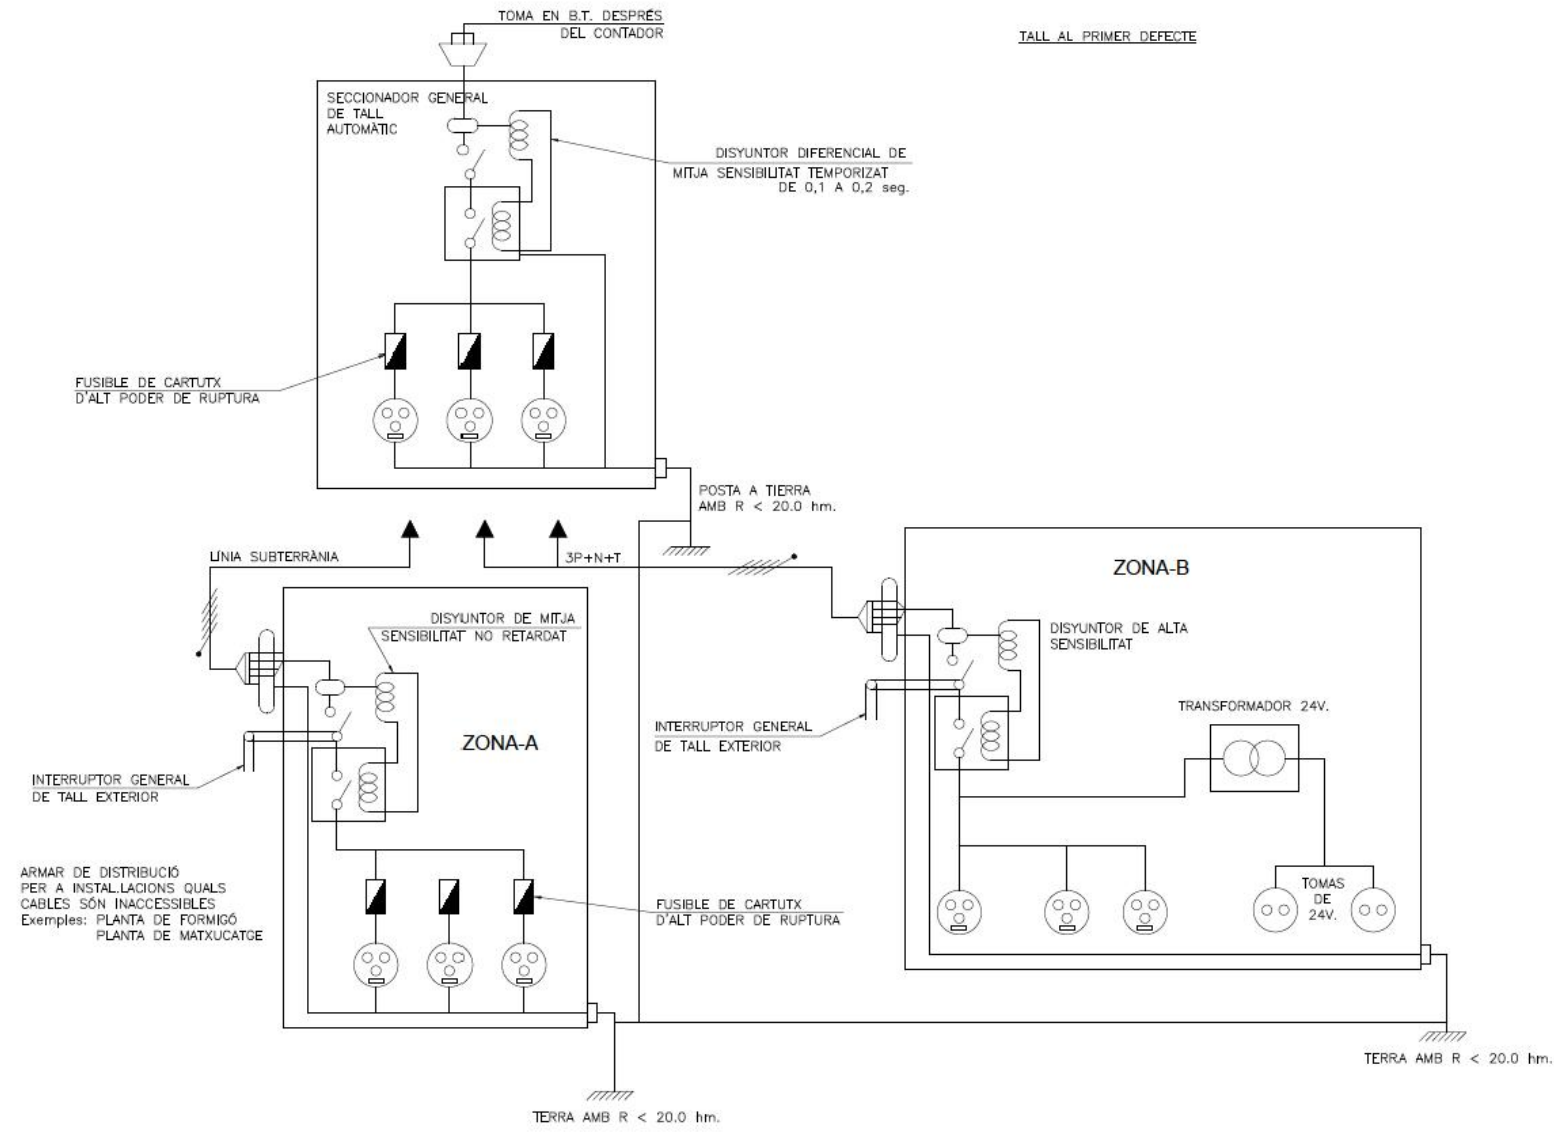 TOMA EN B.T. DESPRÉS
DEL CONTADOR
TALL AL PRIMER DEFECTE
SECCIONADOR GENERAL
DE TALL
AUTOMÀTIC
DISYUNTOR DIFERENCIAL DE
MITJA SENSIBILITAT TEMPORIZAT
DE 0,1 A 0,2 seg.
FUSIBLE DE CARTUTX
D'ALT PODER DE RUPTURA
POSTA A TIERRA
AMB R < 20.0 hm.
LÍNIA SUBTERRÀNIA
3P+N+T
ZONA-B
DISYUNTOR DE MITJA
SENSIBILITAT NO RETARDAT
DISYUNTOR DE ALTA
SENSIBILITAT
TRANSFORMADOR 24V.
INTERRUPTOR GENERAL
DE TALL EXTERIOR
ZONA-A
INTERRUPTOR GENERAL
DE TALL EXTERIOR
ARMAR DE DISTRIBUCIÓ
PER A INSTAL.LACIONS QUALS
CABLES SÓN INACCESSIBLES
Exemples: PLANTA DE FORMIGÓ
PLANTA DE MATXUCATGE
FUSIBLE DE CARTUTX
D'ALT PODER DE RUPTURA
TOMAS
DE
24V.
TERRA AMB R < 20.0 hm.
TERRA AMB R < 20.0 hm.